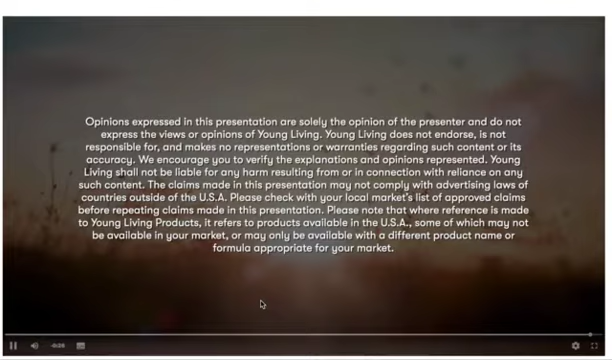 Opinions expressed in this presentation are solely the opinion of the presenter and do not
express the views or opinions of Young Living. Young Living does not endorse, is not
responsible for, and makes no representations or warranties regarding such content or its
accuracy. We encourage you to verify the explanations and opinions represented. Young
Living shall not be liable for any harm resulting from or in connection with reliance on any
such content. The claims made in this presentation may not comply with advertising laws of
countries outside of the U.S.A. Please check with your local market's list of approved claims
before repeating claims made in this presentation. Please note that where reference is made
to Young Living Products, it refers to products available in the U.S.A., some of which may not
be available in your market, or may only be available with a different product name or
formula appropriate for your market.